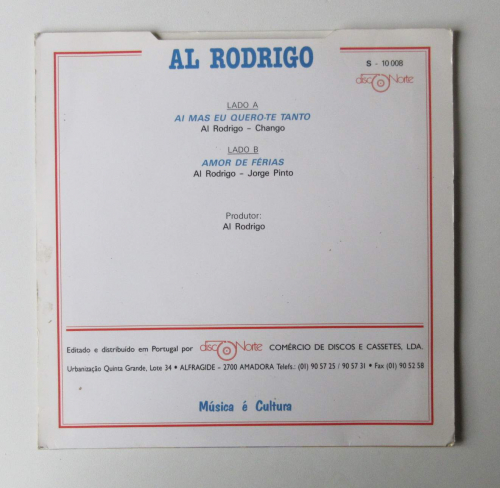 AL RODRIGO
S - 10 008
disco Norte
LADO A
AI MAS EU QUERO-TE TANTO
Al Rodrigo – Chango
LADO B
AMOR DE FÉRIAS
Al Rodrigo – Jorge Pinto
Produtor:
Al Rodrigo
Editado e distribuído em Portugal por disco Norte COMÉRCIO DE DISCOS E CASSETES, LDA.
Urbanização Quinta Grande, Lote 34 • ALFRAGIDE – 2700 AMADORA Telefs.: (01) 90 57 25 / 90 57 31 • Fax (01) 90 52 58
Música é Cultura